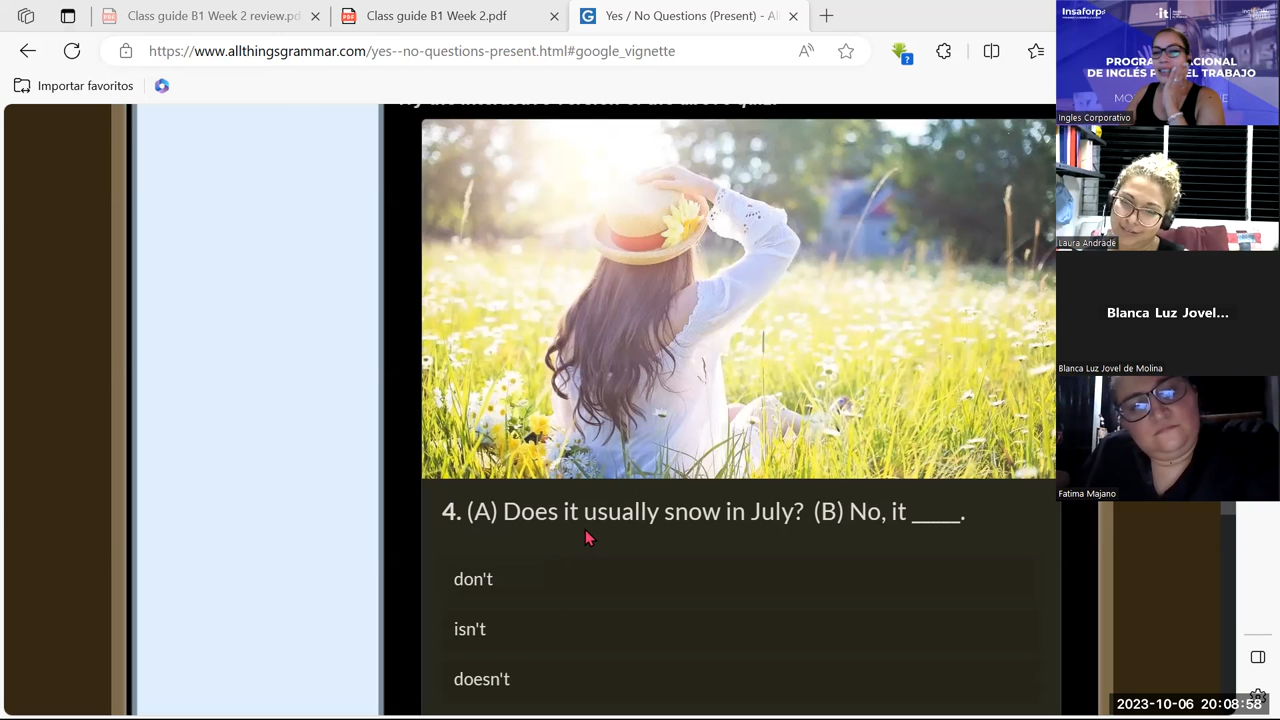 Class guide B1 Week 2 review.pd
guide B1 Week 2.pdf
Yes / No Questions (Present) - Al
https://www.allthingsgrammar.com/yes--no-questions-present.html#google_vignette
Importar favoritos
4. (A) Does it usually snow in July? (B) No, it _____.
don't
isn't
doesn't
Insaforp
Ingles Corporativo
Laura Andrade
Blanca Luz Jovel...
Blanca Luz Jovel de Molina
Fatima Majano
2023-10-06 20:08:58